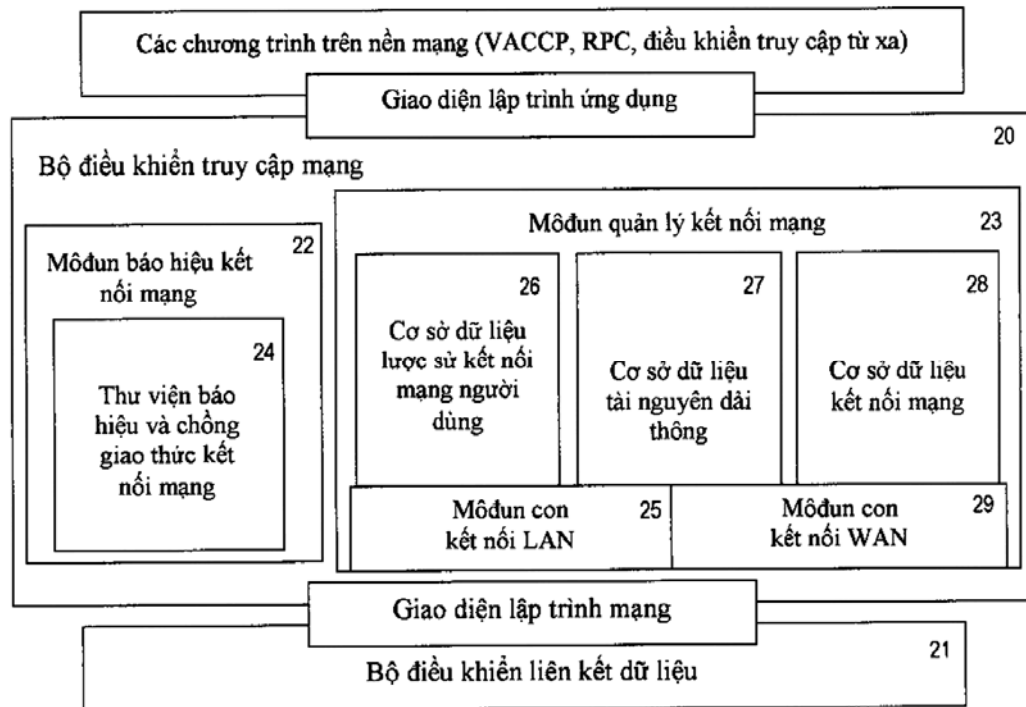 Các chương trình trên nền mạng (VACCP, RPC, điều khiển truy cập từ xa)
Giao diện lập trình ứng dụng
20
Bộ điều khiển truy cập mạng
22
Môđun báo hiệu kết
nối mạng
24
Thư viện báo
hiệu và chồng
giao thức kết
nối mạng
Môđun quản lý kết nối mạng
23
26
Cơ sở dữ liệu
lược sử kết nối
mạng người
dùng
27
Cơ sở dữ liệu
tài nguyên dải
thông
28
Cơ sở dữ liệu
kết nối mạng
Môđun con
kết nối LAN
25
Môđun con
kết nối WAN
29
Giao diện lập trình mạng
21
Bộ điều khiển liên kết dữ liệu